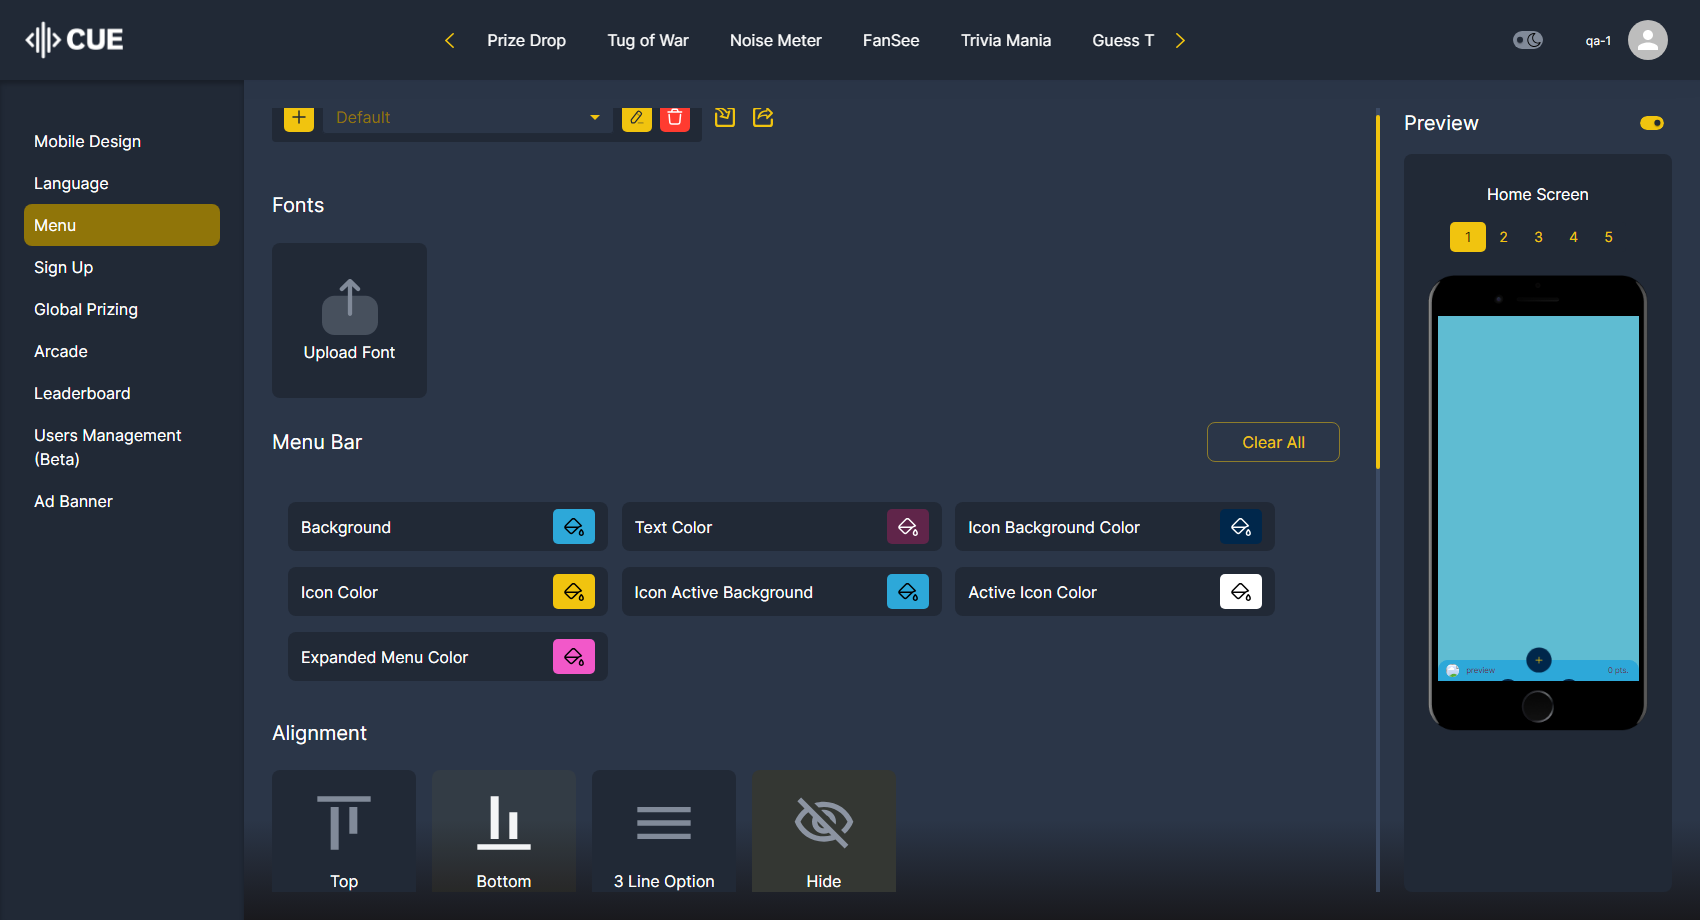 CUE
Prize Drop
Tug of War
Noise Meter
FanSee
Trivia Mania
Guess T
qa-1
Mobile Design
Language
Menu
Sign Up
Global Prizing
Arcade
Leaderboard
Users Management
(Beta)
Ad Banner
Default
Fonts
Upload Font
Menu Bar
Clear All
Background
Text Color
Icon Background Color
Icon Color
Icon Active Background
Active Icon Color
Expanded Menu Color
Alignment
Top
Bottom
3 Line Option
Hide
Preview
Home Screen
1 2 3 4 5
preview
0 pts.